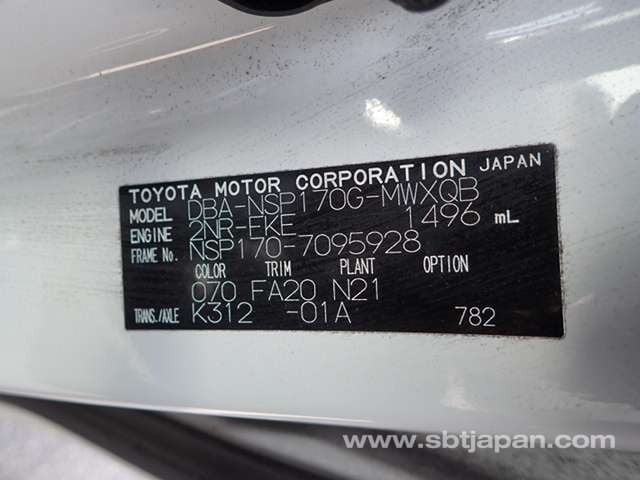 TOYOTA MOTOR CORPORATION JAPAN
MODEL DBA-NSP170G-MWXQB
ENGINE 2NR-FKE 1496 mL
FRAME No. NSP170-7095928
COLOR TRIM PLANT OPTION
070 FA20 N21
TRANS./AXLE K312 -01A 782
www.sbtjapan.com